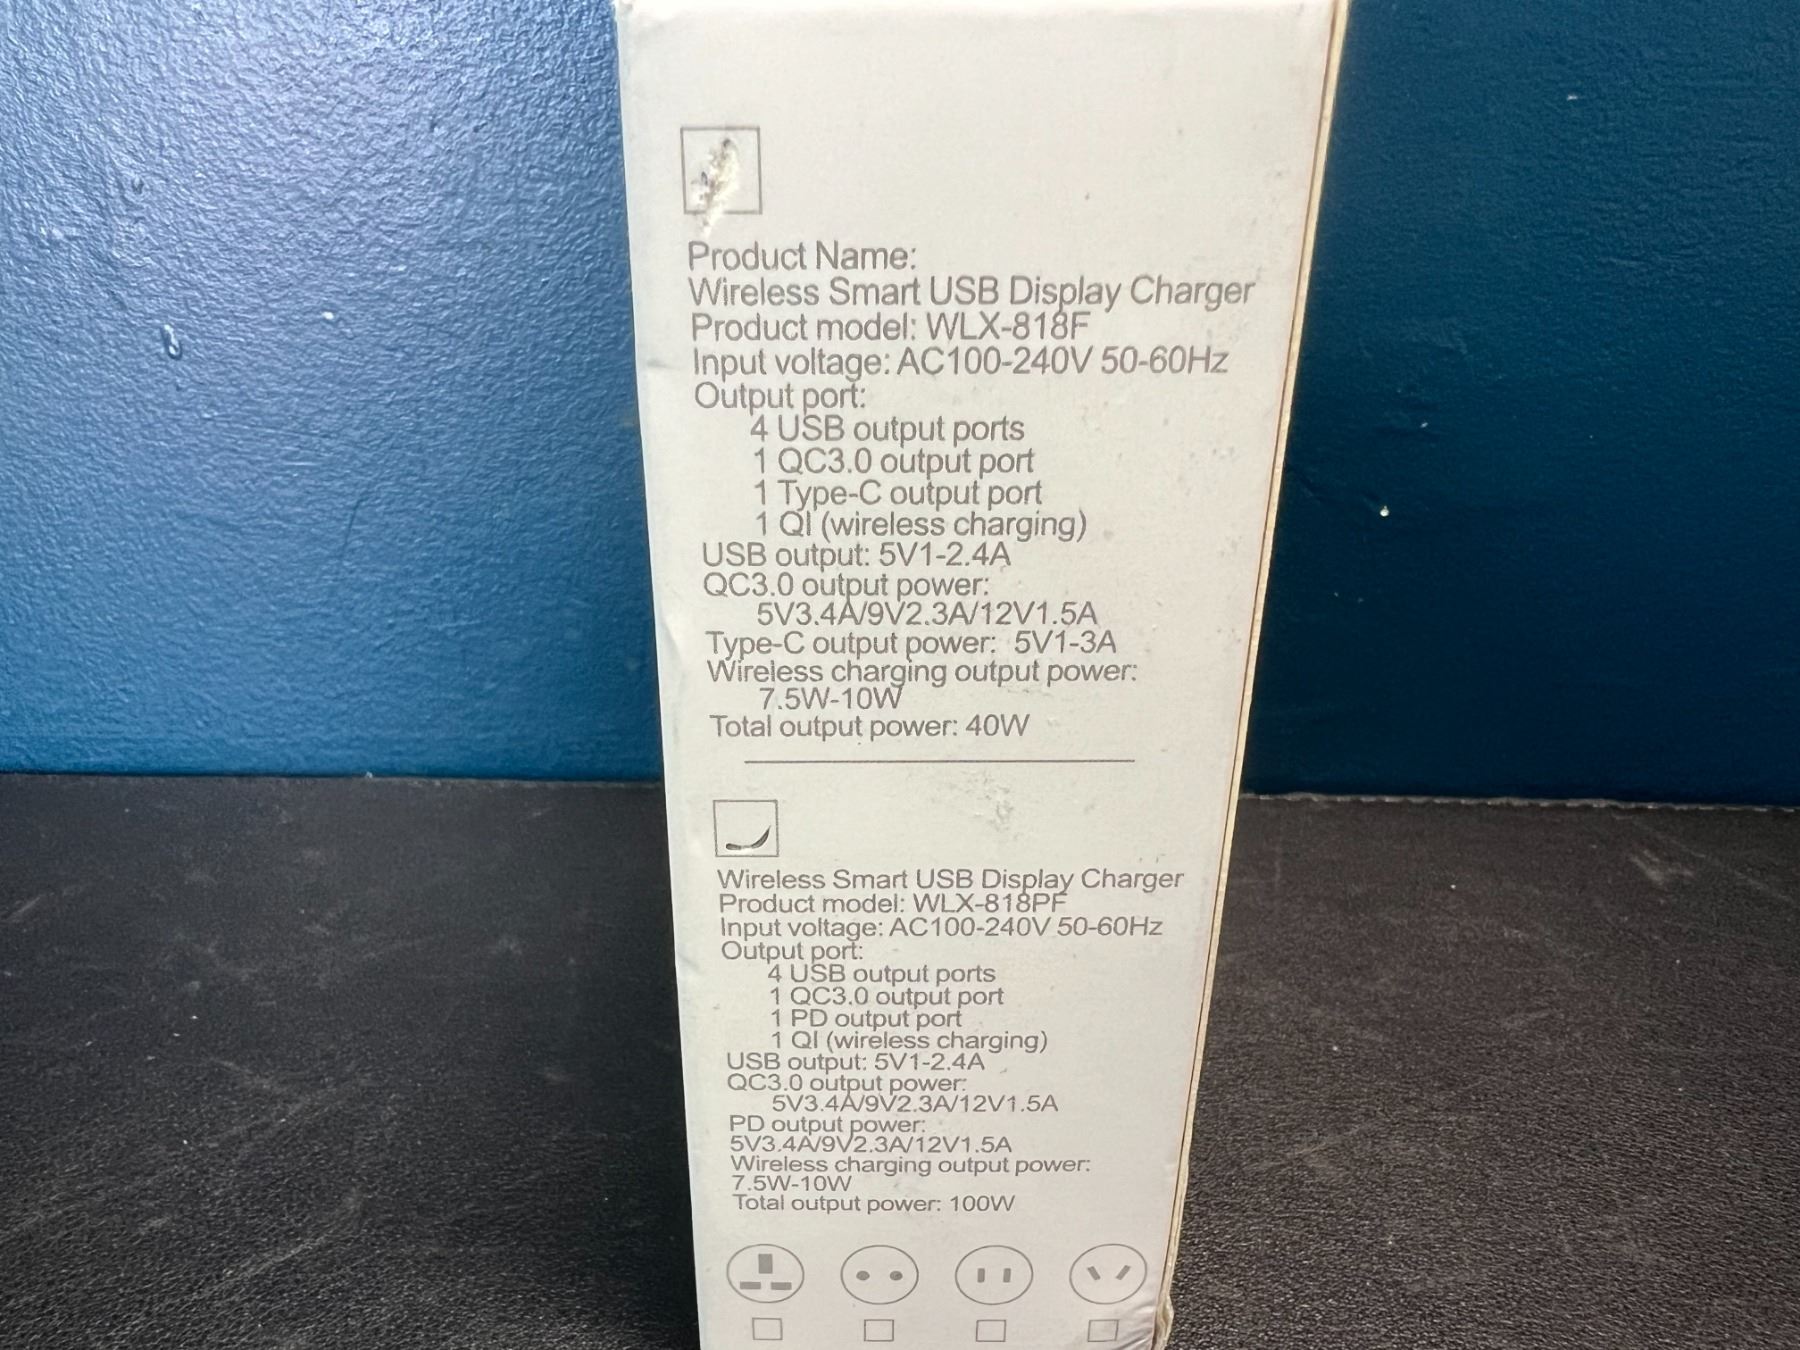 Product Name:
Wireless Smart USB Display Charger
Product model: WLX-818F
Input voltage: AC100-240V 50-60Hz
Output port:
4 USB output ports
1 QC3.0 output port
1 Type-C output port
1 QI (wireless charging)
USB output: 5V1-2.4A
QC3.0 output power:
5V3.4A/9V2.3A/12V1.5A
Type-C output power: 5V1-3A
Wireless charging output power:
7.5W-10W
Total output power: 40W
Wireless Smart USB Display Charger
Product model: WLX-818PF
Input voltage: AC100-240V 50-60Hz
Output port:
4 USB output ports
1 QC3.0 output port
1 PD output port
1 QI (wireless charging)
USB output: 5V1-2.4A
QC3.0 output power:
5V3.4A/9V2.3A/12V1.5A
PD output power:
5V3.4A/9V2.3A/12V1.5A
Wireless charging output power:
7.5W-10W
Total output power: 100W